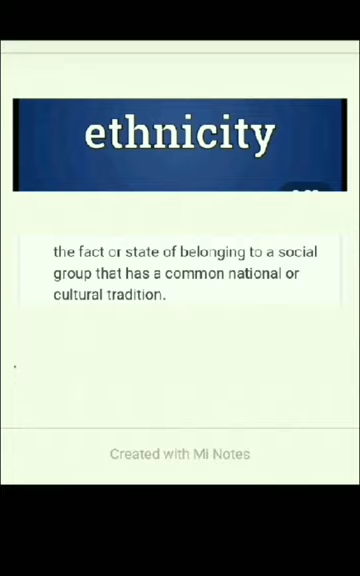 ethnicity
the fact or state of belonging to a social
group that has a common national or
cultural tradition.
Created with Mi Notes